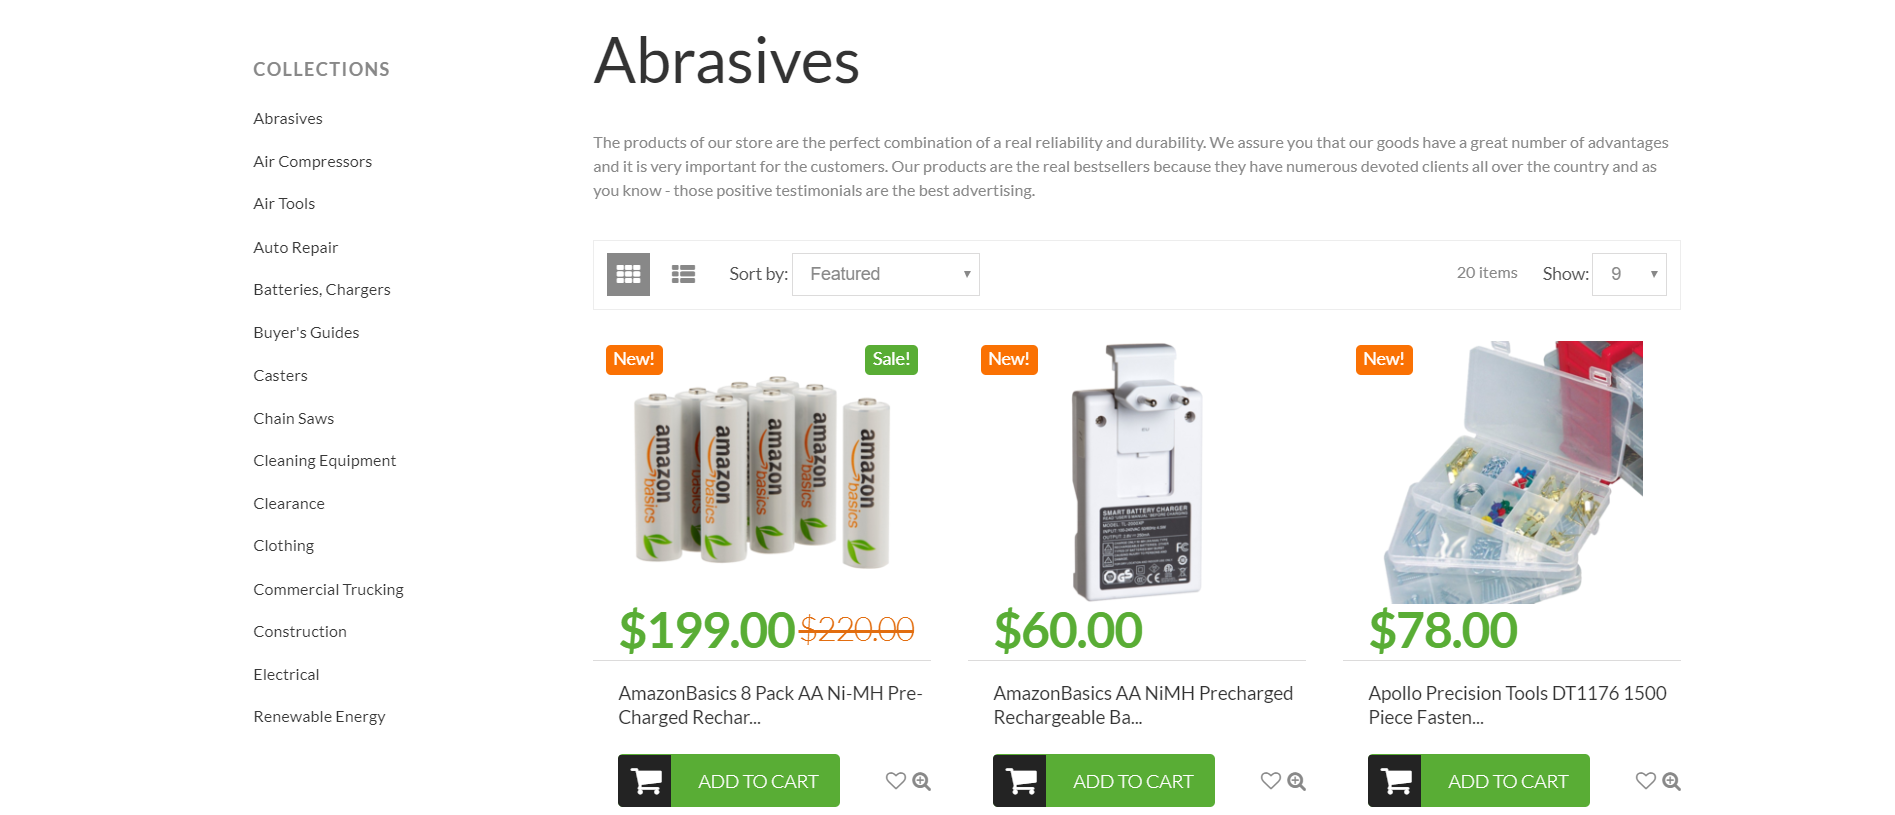 COLLECTIONS
Abrasives
Air Compressors
Air Tools
Auto Repair
Batteries, Chargers
Buyer's Guides
Casters
Chain Saws
Cleaning Equipment
Clearance
Clothing
Commercial Trucking
Construction
Electrical
Renewable Energy
Abrasives
The products of our store are the perfect combination of a real reliability and durability. We assure you that our goods have a great number of advantages
and it is very important for the customers. Our products are the real bestsellers because they have numerous devoted clients all over the country and as
you know - those positive testimonials are the best advertising.
Sort by: Featured
20 items Show: 9
New! Sale!
amazon basics
amazon basics
amazon basics
amazon basics
amazon basics
$199.00 $220.00
AmazonBasics 8 Pack AA Ni-MH Pre-
Charged Rechar...
ADD TO CART
New!
SMART BATTERY CHARGER
$60.00
AmazonBasics AA NiMH Precharged
Rechargeable Ba...
ADD TO CART
New!
$78.00
Apollo Precision Tools DT1176 1500
Piece Fasten...
ADD TO CART